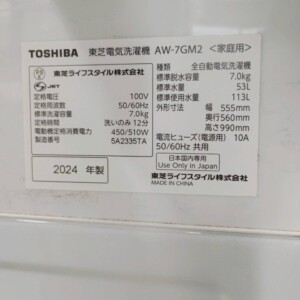 TOSHIBA 東芝電気洗濯機 AW-7GM2 <家庭用>
JET
東芝ライフスタイル株式会社
定格電圧 100V
定格周波数 50/60Hz
定格洗濯容量 7.0kg
定格時間 洗いのみ 12分
電動機定格消費電力 450/510W
製造番号 5A2335TA
2024 年製
種類 全自動電気洗濯機
標準脱水容量 7.0kg
標準水量 53L
標準使用水量 113L
外形寸法 幅 555mm
奥行560mm
高さ990mm
電流ヒューズ(電源用) 10A
50/60Hz 共用
日本国内専用
Use Only in Japan
東芝ライフスタイル株式会社
MADE IN CHINA